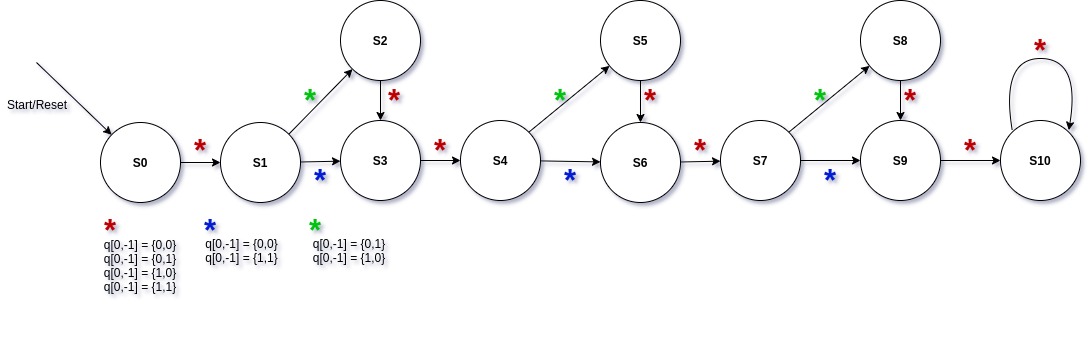 S2
S5
S8
*
*
*
*
*
*
*
Start/Reset
S0
*
S1
S3
*
S4
S6
*
S7
S9
*
S10
*
*
*
*
*
*
q[0,-1] = {0,0}
q[0,-1] = {0,1}
q[0,-1] = {1,0}
q[0,-1] = {1,1}
q[0,-1] = {0,0}
q[0,-1] = {1,1}
q[0,-1] = {0,1}
q[0,-1] = {1,0}